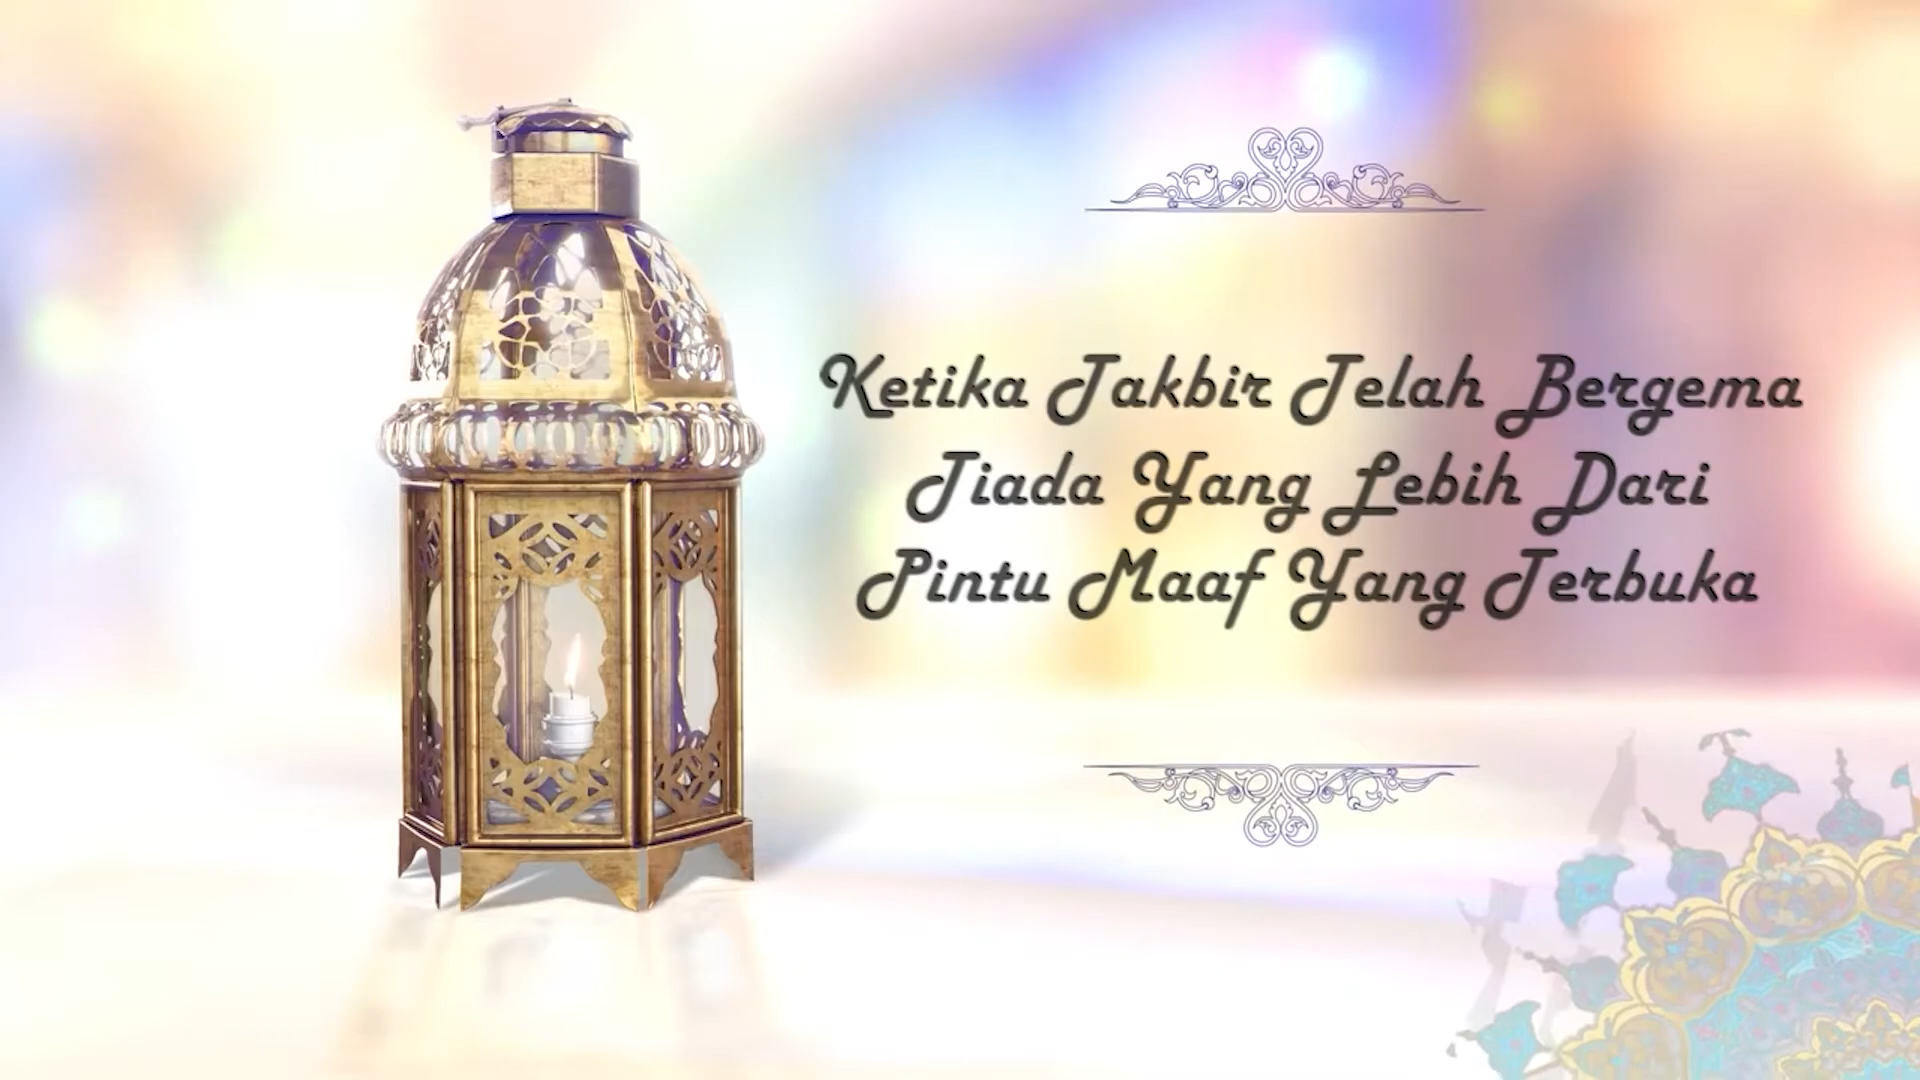 Ketika Takbir Telah Bergema
Tiada Yang Lebih Dari
Pintu Maaf Yang Terbuka